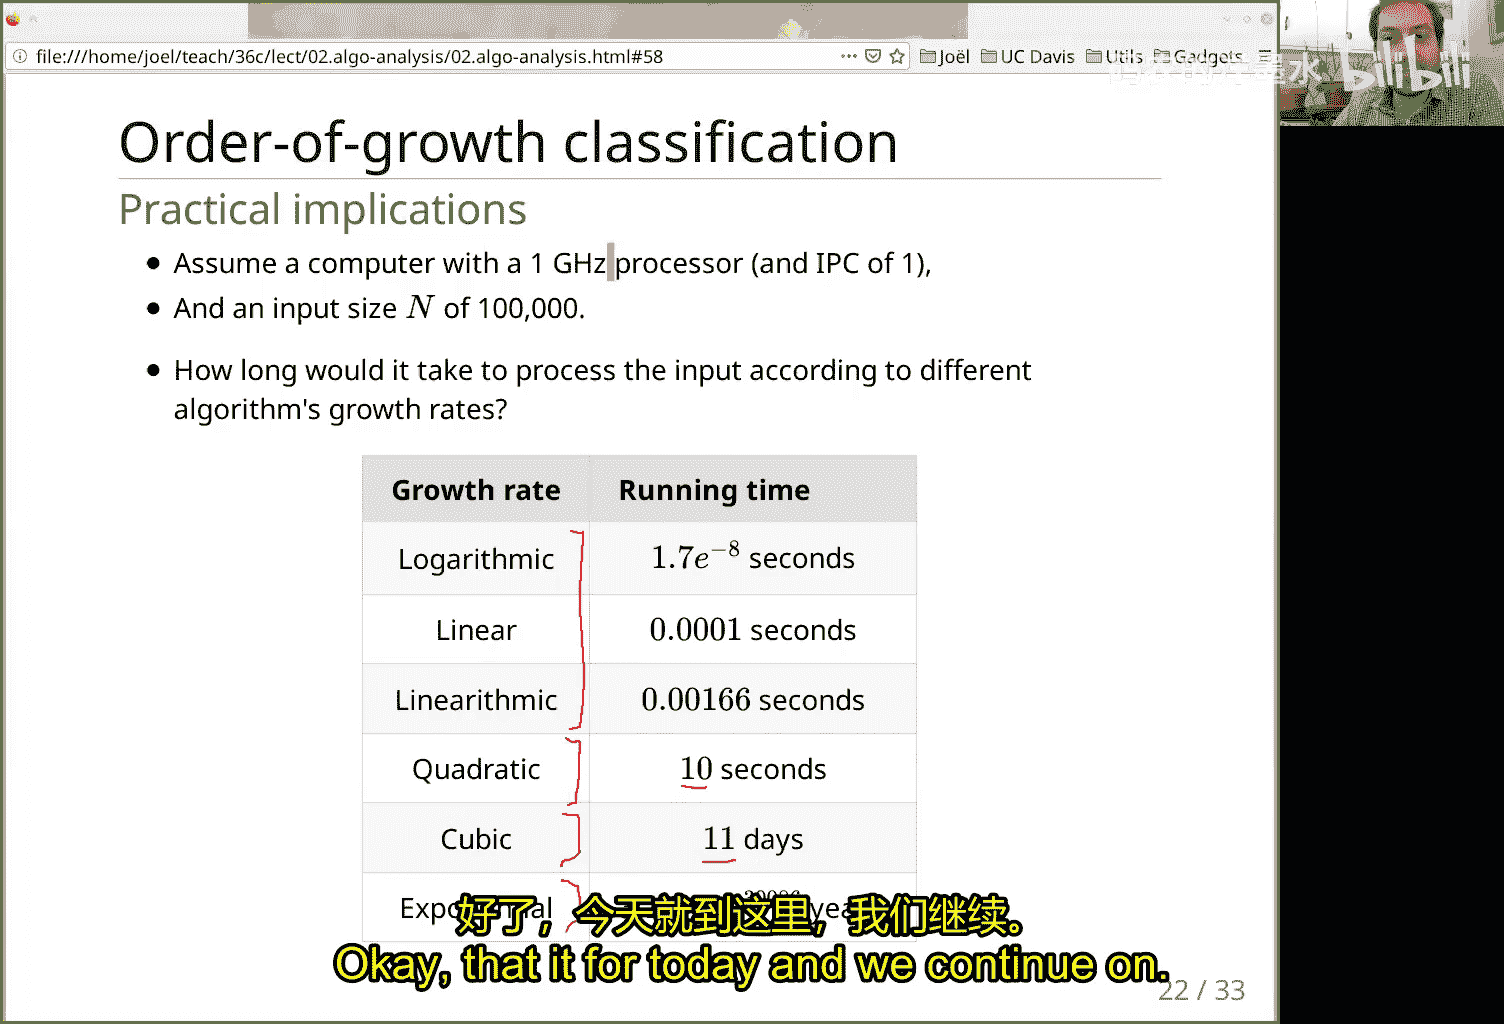 file:///home/joel/teach/36c/lect/02.algo-analysis/02.algo-analysis.html#58
Joël UC Davis Utils Gadgets
bilibili
Order-of-growth classification
Practical implications
Assume a computer with a 1 GHz processor (and IPC of 1),
And an input size N of 100,000.
How long would it take to process the input according to different
algorithm's growth rates?
Growth rate Running time
Logarithmic 1.7e⁻⁸ seconds
Linear 0.0001 seconds
Linearithmic 0.00166 seconds
Quadratic 10 seconds
Cubic 11 days
好了，今天就到这里，我们继续。
Okay, that it for today and we continue on.
22 / 33